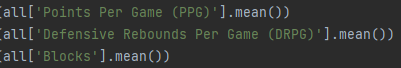 (all['Points Per Game (PPG)'].mean())
(all['Defensive Rebounds Per Game (DRPG)'].mean())
(all['Blocks'].mean())